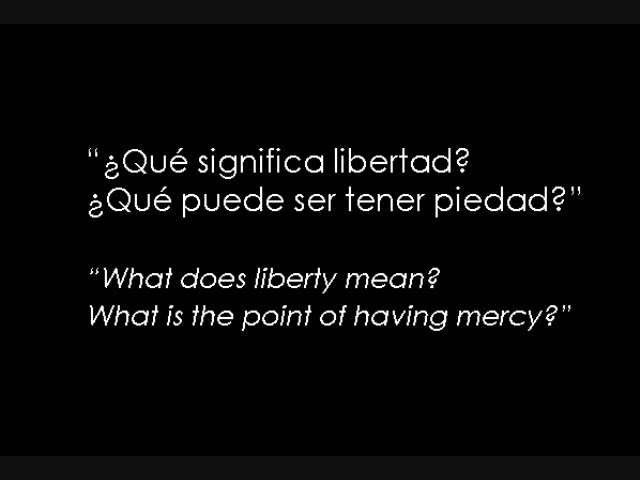 “¿Qué significa libertad?
¿Qué puede ser tener piedad?”
“What does liberty mean?
What is the point of having mercy?”